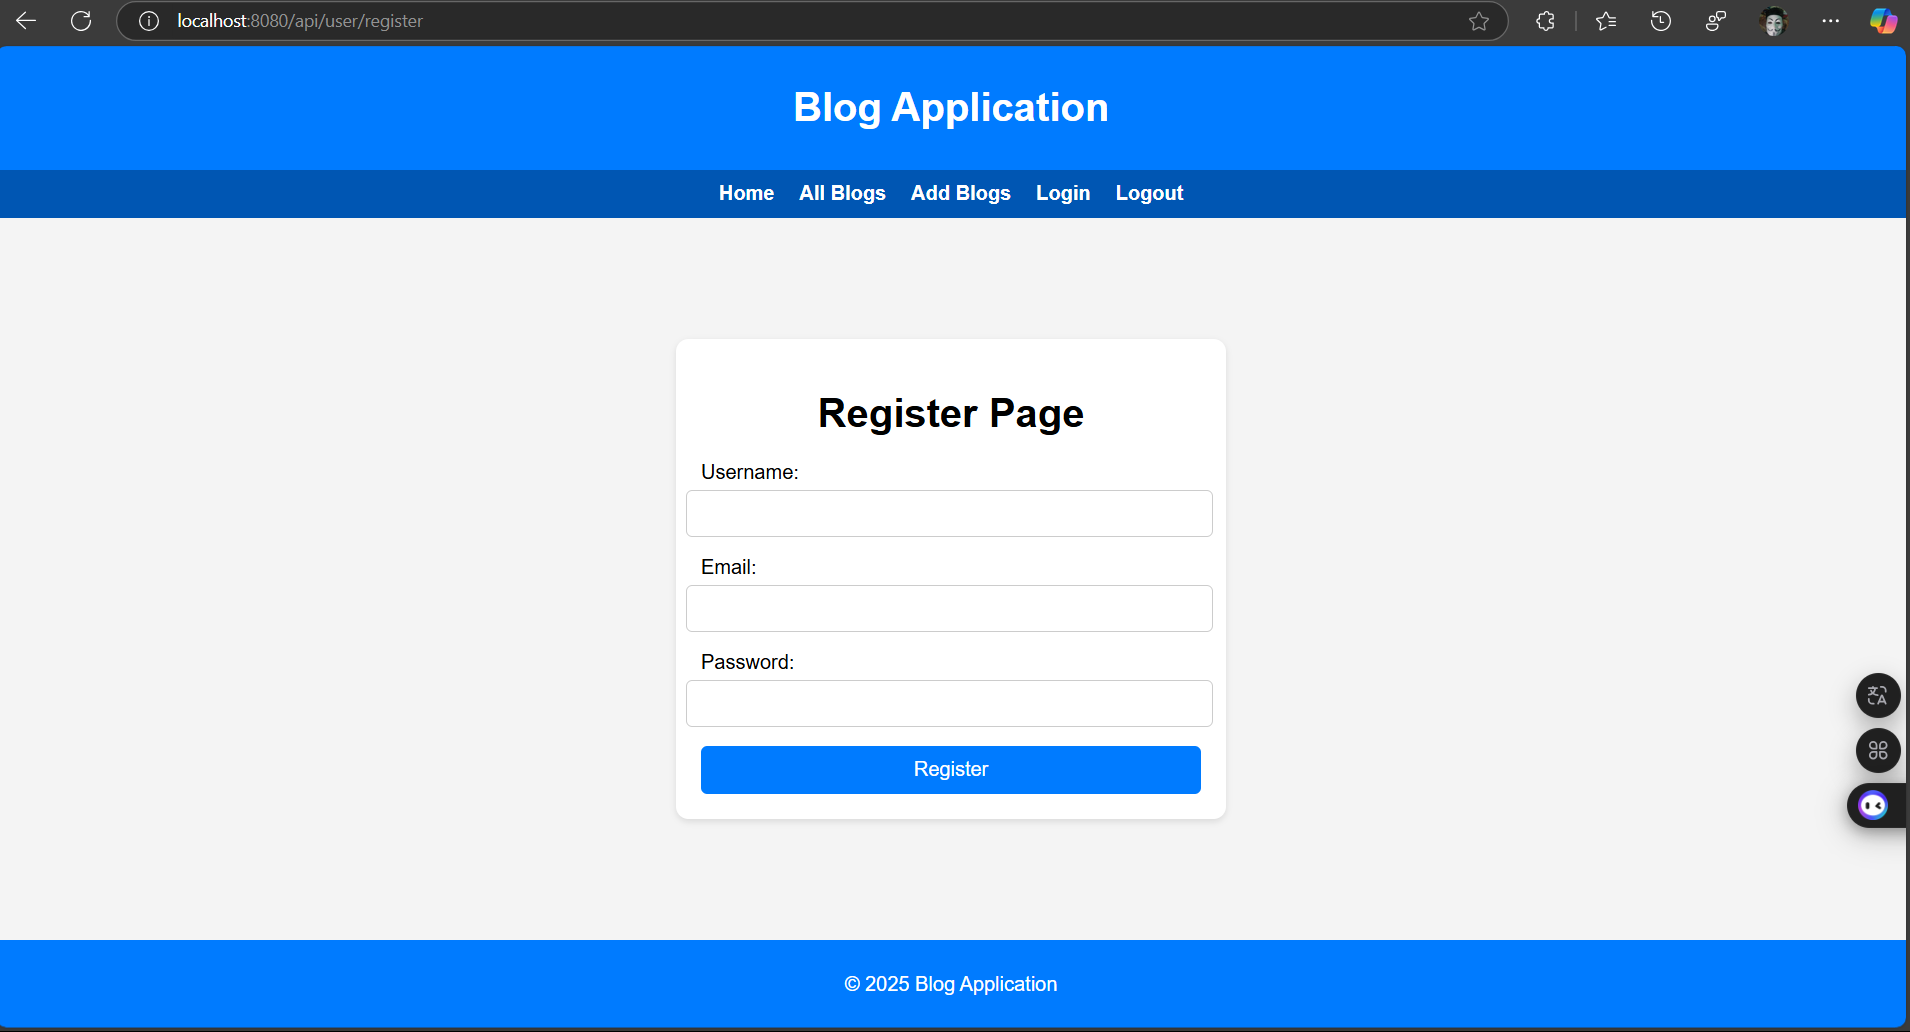 localhost:8080/api/user/register
Blog Application
Home All Blogs Add Blogs Login Logout
Register Page
Username:
Email:
Password:
Register
© 2025 Blog Application